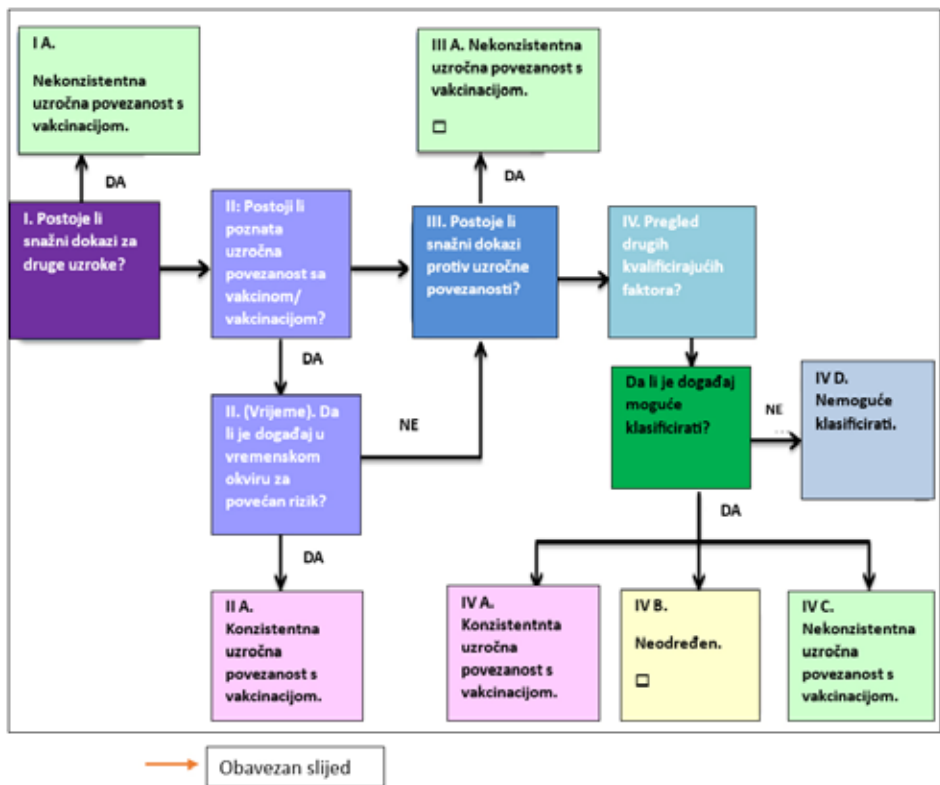 I A.
Nekonzistentna
uzročna povezanost s
vakcinacijom.
III A. Nekonzistentna
uzročna povezanost s
vakcinacijom.
DA
DA
I. Postoje li
snažni dokazi za
druge uzroke?
II: Postoji li
poznata
uzročna
povezanost sa
vakcinom/
vakcinacijom?
III. Postoje li
snažni dokazi
protiv uzročne
povezanosti?
IV. Pregled
drugih
kvalificirajućih
faktora?
DA
II. (Vrijeme). Da
li je događaj u
vremenskom
okviru za
povećan rizik?
NE
Da li je događaj
moguće
klasificirati?
NE
...
IV D.
Nemoguće
klasificirati.
DA
DA
II A.
Konzistentna
uzročna
povezanost s
vakcinacijom.
IV A.
Konzistentnta
uzročna
povezanost s
vakcinacijom.
IV B.
Neodređen.
IV C.
Nekonzistentna
uzročna
povezanost s
vakcinacijom.
Obavezan slijed